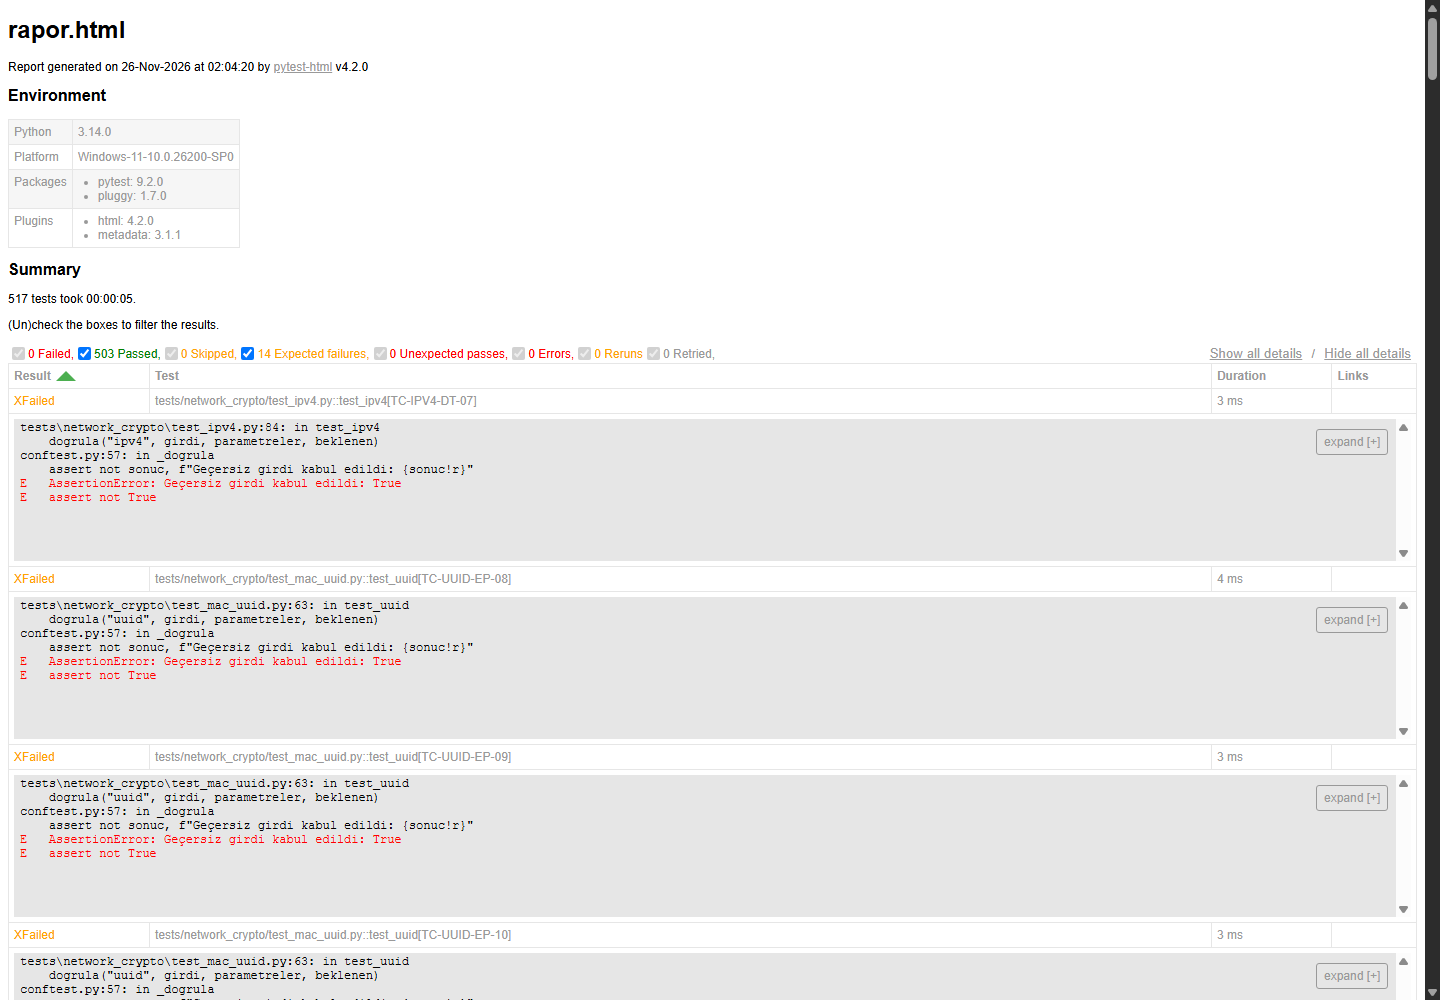 rapor.html
Report generated on 26-Nov-2026 at 02:04:20 by pytest-html v4.2.0
Environment
Python 3.14.0
Platform Windows-11-10.0.26200-SP0
Packages
pytest: 9.2.0
pluggy: 1.7.0
Plugins
html: 4.2.0
metadata: 3.1.1
Summary
517 tests took 00:00:05.
(Un)check the boxes to filter the results.
0 Failed, 503 Passed, 0 Skipped, 14 Expected failures, 0 Unexpected passes, 0 Errors, 0 Reruns 0 Retried,
Show all details / Hide all details
Result Test Duration Links
XFailed tests/network_crypto/test_ipv4.py::test_ipv4[TC-IPV4-DT-07] 3 ms
tests\network_crypto\test_ipv4.py:84: in test_ipv4
expand [+]
dogrula("ipv4", girdi, parametreler, beklenen)
conftest.py:57: in _dogrula
assert not sonuc, f"Geçersiz girdi kabul edildi: {sonuc!r}"
E AssertionError: Geçersiz girdi kabul edildi: True
E assert not True
XFailed tests/network_crypto/test_mac_uuid.py::test_uuid[TC-UUID-EP-08] 4 ms
tests\network_crypto\test_mac_uuid.py:63: in test_uuid
expand [+]
dogrula("uuid", girdi, parametreler, beklenen)
conftest.py:57: in _dogrula
assert not sonuc, f"Geçersiz girdi kabul edildi: {sonuc!r}"
E AssertionError: Geçersiz girdi kabul edildi: True
E assert not True
XFailed tests/network_crypto/test_mac_uuid.py::test_uuid[TC-UUID-EP-09] 3 ms
tests\network_crypto\test_mac_uuid.py:63: in test_uuid
expand [+]
dogrula("uuid", girdi, parametreler, beklenen)
conftest.py:57: in _dogrula
assert not sonuc, f"Geçersiz girdi kabul edildi: {sonuc!r}"
E AssertionError: Geçersiz girdi kabul edildi: True
E assert not True
XFailed tests/network_crypto/test_mac_uuid.py::test_uuid[TC-UUID-EP-10] 3 ms
tests\network_crypto\test_mac_uuid.py:63: in test_uuid
expand [+]
dogrula("uuid", girdi, parametreler, beklenen)
conftest.py:57: in _dogrula